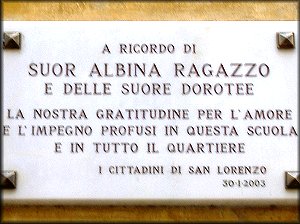 A RICORDO DI
SUOR ALBINA RAGAZZO
E DELLE SUORE DOROTEE
LA NOSTRA GRATITUDINE PER L'AMORE
E L'IMPEGNO PROFUSI IN QUESTA SCUOLA
E IN TUTTO IL QUARTIERE
I CITTADINI DI SAN LORENZO
30-1-2003